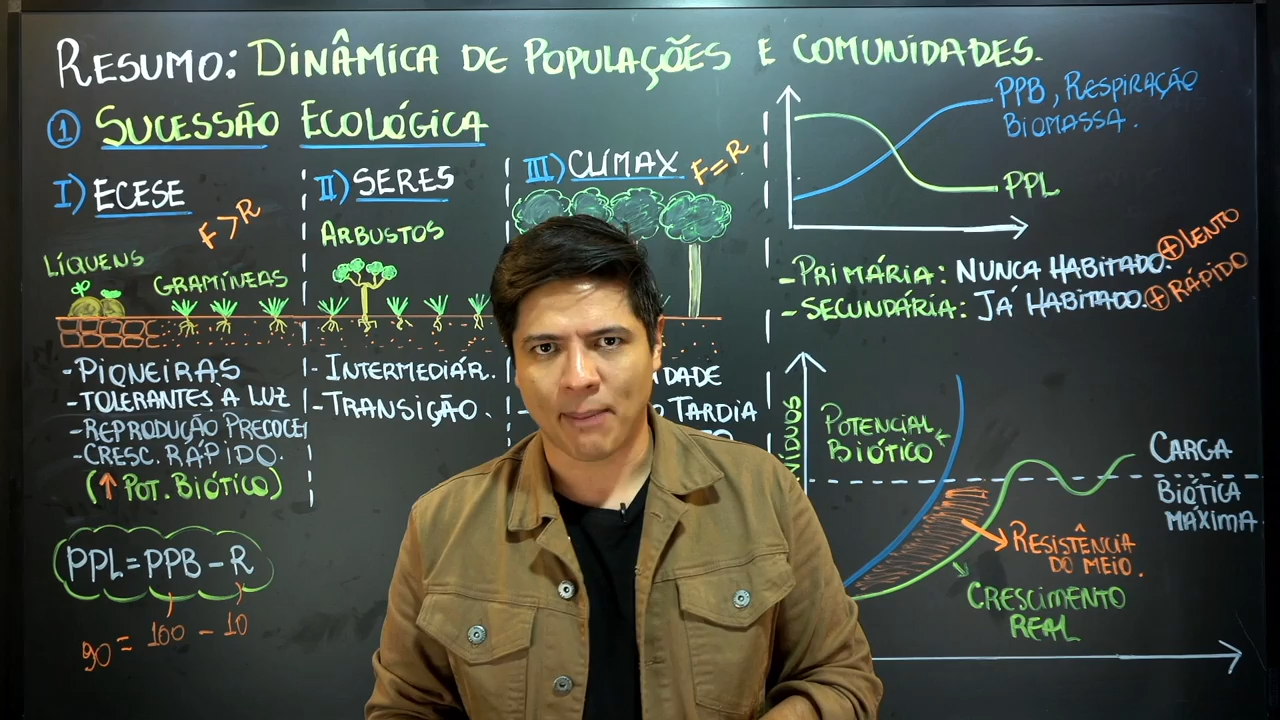 RESUMO: DINÂMICA DE POPULAÇÕES E COMUNIDADES.
① SUCESSÃO ECOLÓGICA
I) ECESE
F > R
LÍQUENS
GRAMÍNEAS
- PIONEIRAS
- TOLERANTES À LUZ
- REPRODUÇÃO PRECOCE
- CRESC. RÁPIDO.
(↑ POT. BIÓTICO)
PPL = PPB - R
90 = 100 - 10
II) SERES
ARBUSTOS
- INTERMEDIÁR.
- TRANSIÇÃO.
III) CLÍMAX
F = R
TARDIA
PPB, RESPIRAÇÃO
BIOMASSA.
PPL
- PRIMÁRIA: NUNCA HABITADO. ⊕ LENTO
- SECUNDÁRIA: JÁ HABITADO. ⊕ RÁPIDO
POTENCIAL
BIÓTICO
CARGA
BIÓTICA
MÁXIMA
RESISTÊNCIA
DO MEIO.
CRESCIMENTO
REAL